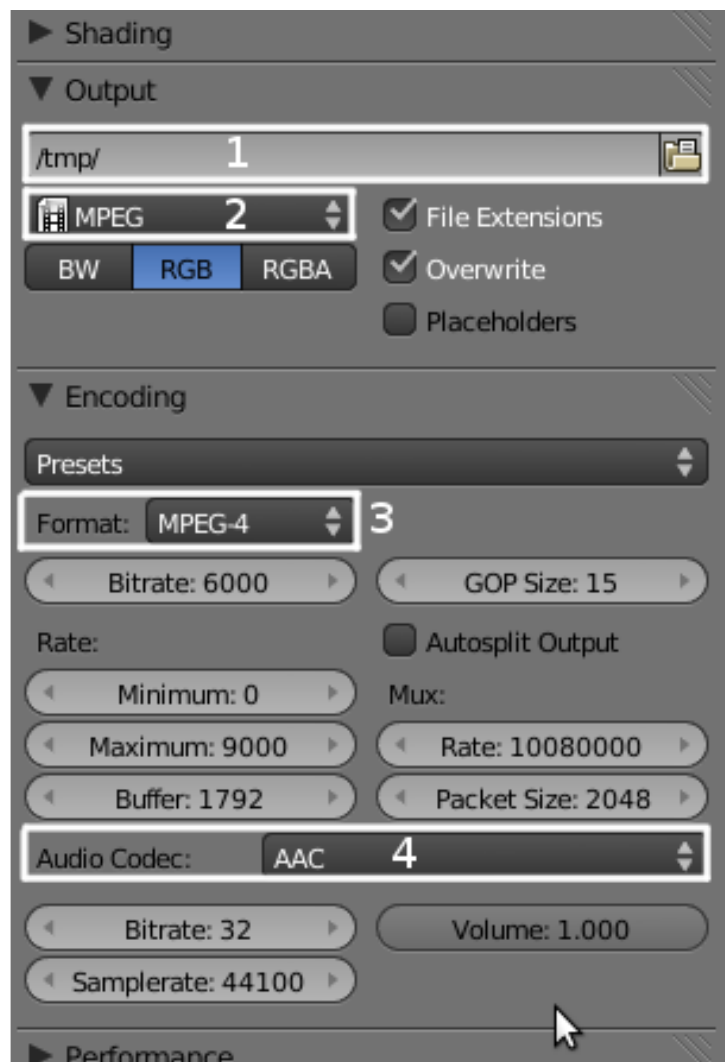 Shading
Output
/tmp/ 1
MPEG 2 File Extensions
BW RGB RGBA Overwrite
Placeholders
Encoding
Presets
Format: MPEG-4 3
Bitrate: 6000 GOP Size: 15
Rate: Autosplit Output
Minimum: 0 Mux:
Maximum: 9000 Rate: 10080000
Buffer: 1792 Packet Size: 2048
Audio Codec: AAC 4
Bitrate: 32 Volume: 1.000
Samplerate: 44100
Performance